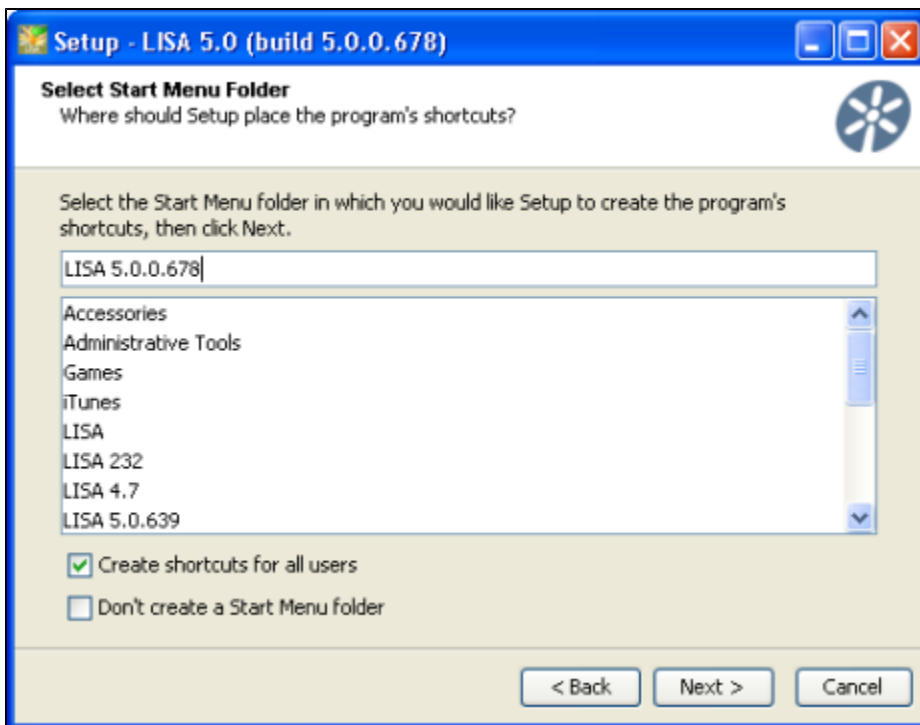 Setup - LISA 5.0 (build 5.0.0.678)
Select Start Menu Folder
Where should Setup place the program's shortcuts?
Select the Start Menu folder in which you would like Setup to create the program's
shortcuts, then click Next.
LISA 5.0.0.678
Accessories
Administrative Tools
Games
iTunes
LISA
LISA 232
LISA 4.7
LISA 5.0.639
Create shortcuts for all users
Don't create a Start Menu folder
< Back Next > Cancel